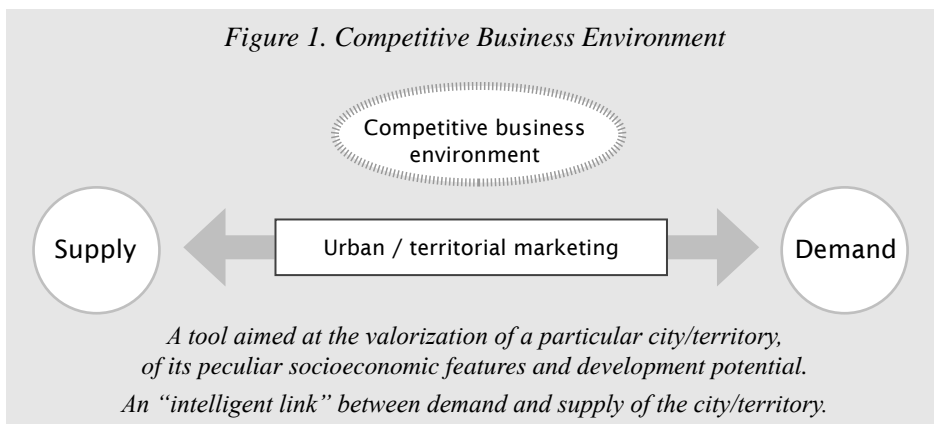 Figure 1. Competitive Business Environment
Competitive business
environment
Supply
Urban / territorial marketing
Demand
A tool aimed at the valorization of a particular city/territory,
of its peculiar socioeconomic features and development potential.
An “intelligent link” between demand and supply of the city/territory.